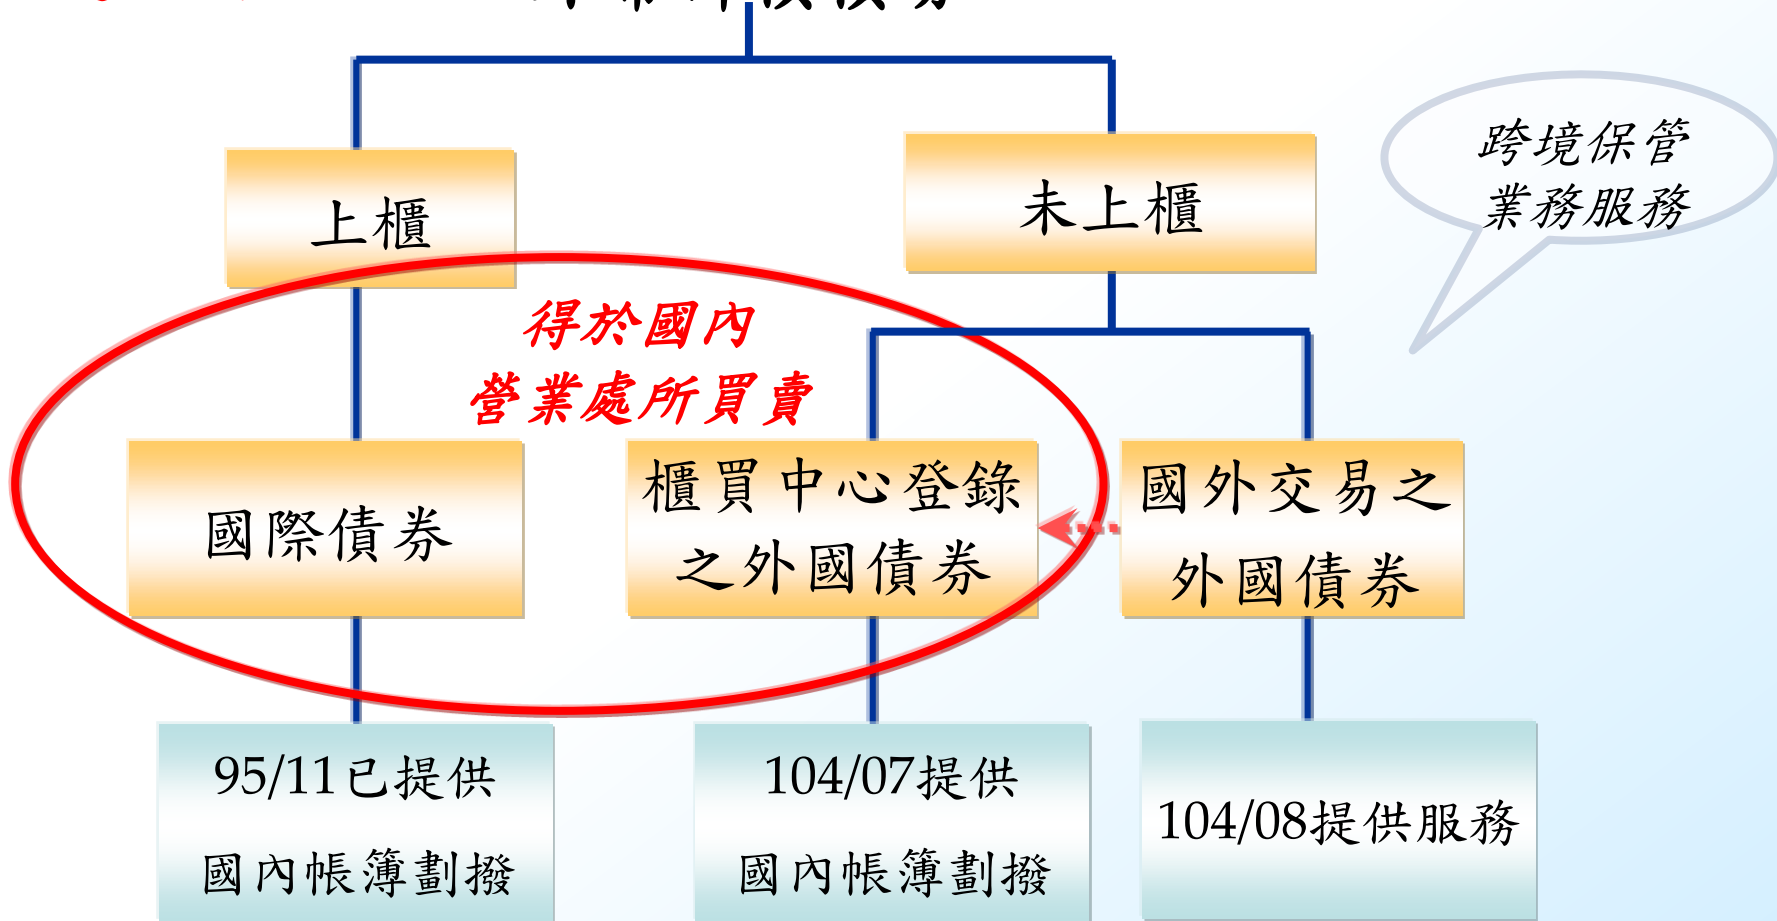 上櫃
未上櫃
跨境保管
業務服務
得於國內
營業處所買賣
國際債券
櫃買中心登錄
之外國債券
國外交易之
外國債券
95/11已提供
國內帳簿劃撥
104/07提供
國內帳簿劃撥
104/08提供服務